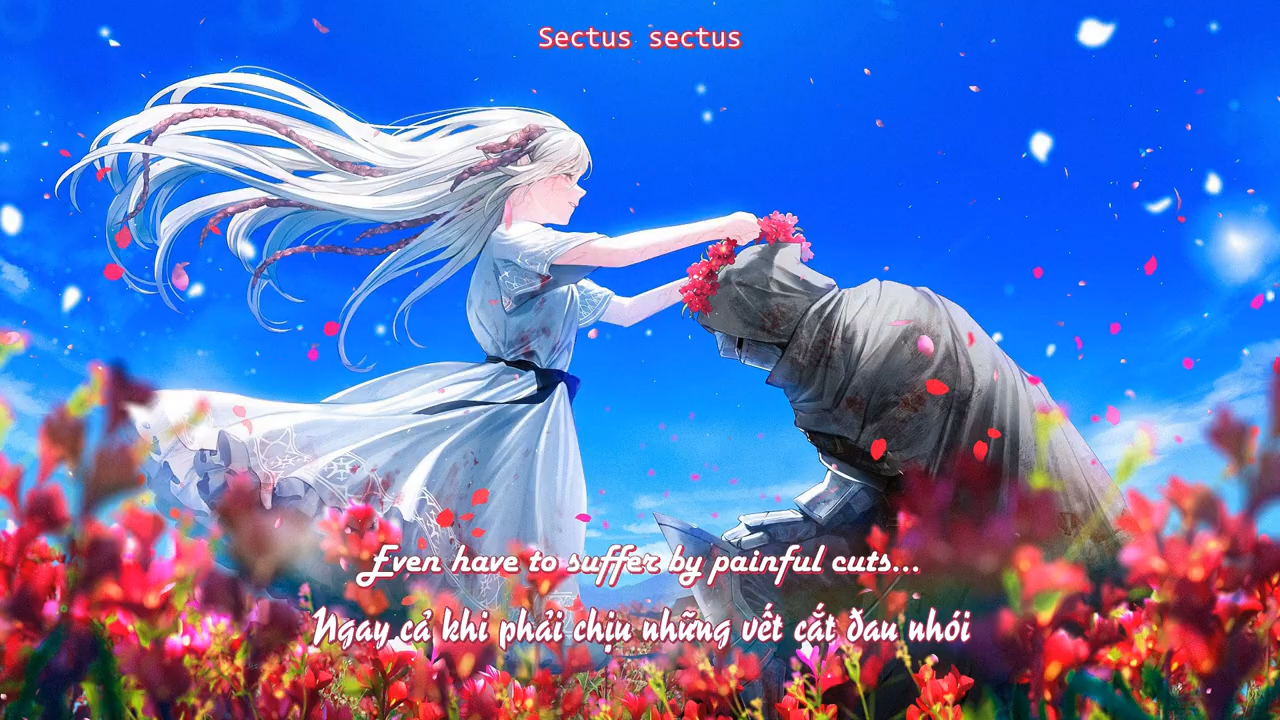 Sectus sectus
Even have to suffer by painful cuts...
Ngay cả khi phải chịu những vết cắt đau nhói